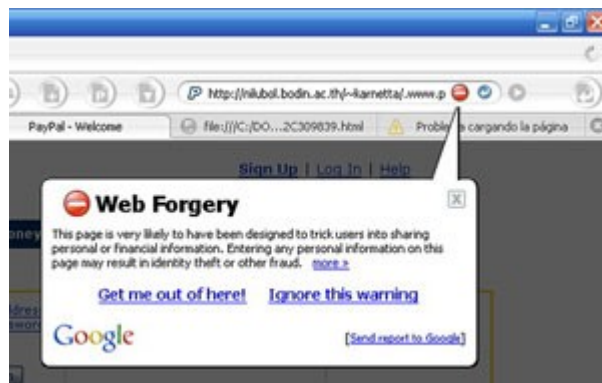 http://nilubol.bodin.ac.th/~karnetta/.www.p
PayPal - Welcome
file:///C:/DO...2C309839.html
cargando la página
Sign Up | Log In | Help
Web Forgery
X
This page is very likely to have been designed to trick users into sharing
personal or financial information. Entering any personal information on this
page may result in identity theft or other fraud. more »
Get me out of here!
Ignore this warning
Google
[Send report to Google]